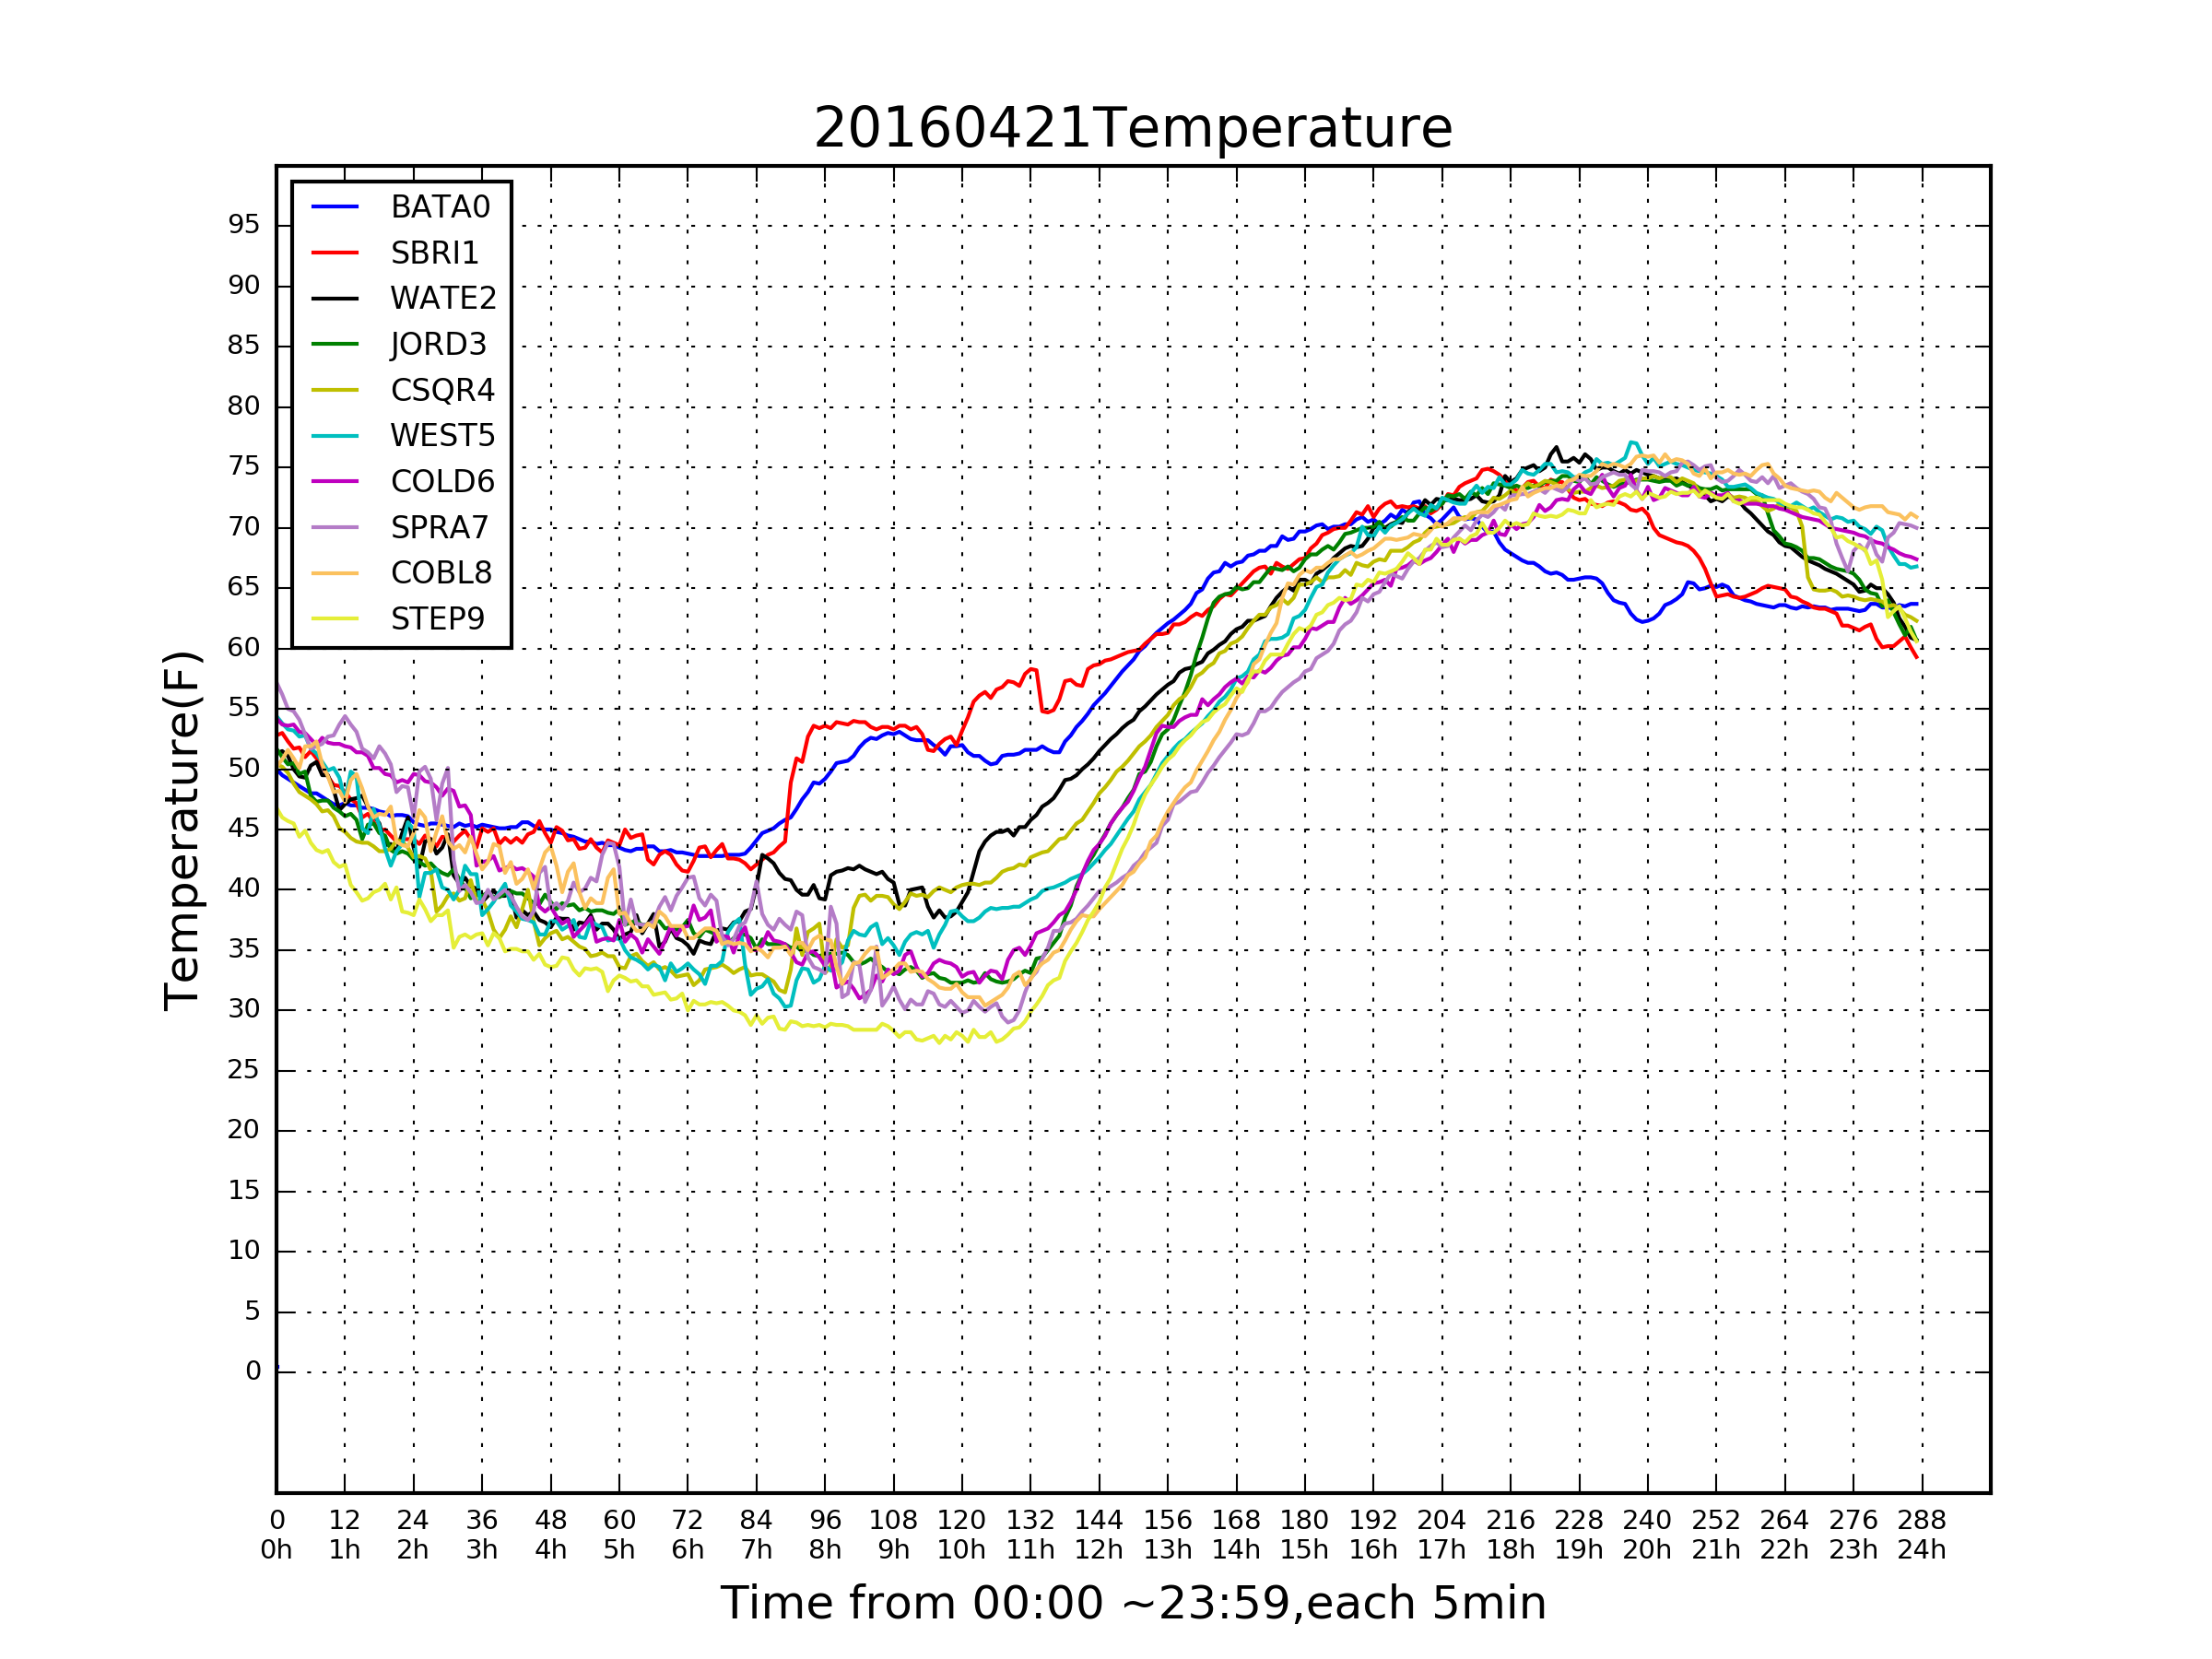 20160421Temperature
BATA0
SBRI1
WATE2
JORD3
CSQR4
WEST5
COLD6
SPRA7
COBL8
STEP9
95
90
85
80
75
70
65
60
55
50
45
40
35
30
25
20
15
10
5
0
Temperature(F)
0 12 24 36 48 60 72 84 96 108 120 132 144 156 168 180 192 204 216 228 240 252 264 276 288
0h 1h 2h 3h 4h 5h 6h 7h 8h 9h 10h 11h 12h 13h 14h 15h 16h 17h 18h 19h 20h 21h 22h 23h 24h
Time from 00:00 ~23:59,each 5min